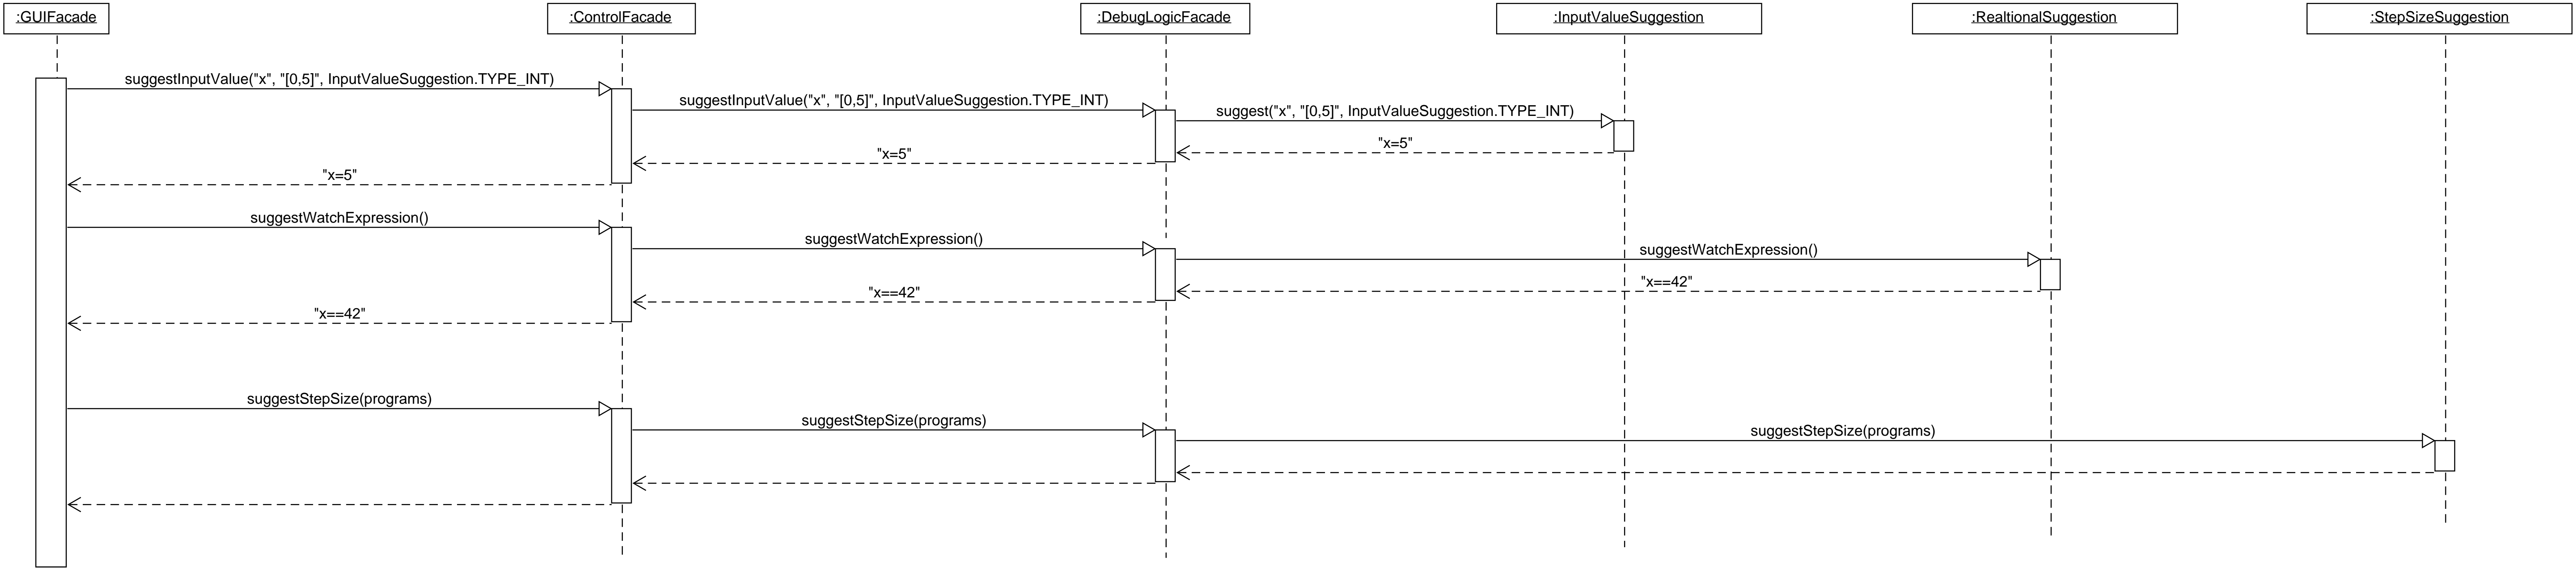 :GUIFacade
:ControlFacade
:DebugLogicFacade
:InputValueSuggestion
:RealtionalSuggestion
:StepSizeSuggestion
suggestInputValue("x", "[0,5]", InputValueSuggestion.TYPE_INT)
suggestInputValue("x", "[0,5]", InputValueSuggestion.TYPE_INT)
suggest("x", "[0,5]", InputValueSuggestion.TYPE_INT)
"x=5"
"x=5"
"x=5"
suggestWatchExpression()
suggestWatchExpression()
suggestWatchExpression()
"x==42"
"x==42"
"x==42"
suggestStepSize(programs)
suggestStepSize(programs)
suggestStepSize(programs)